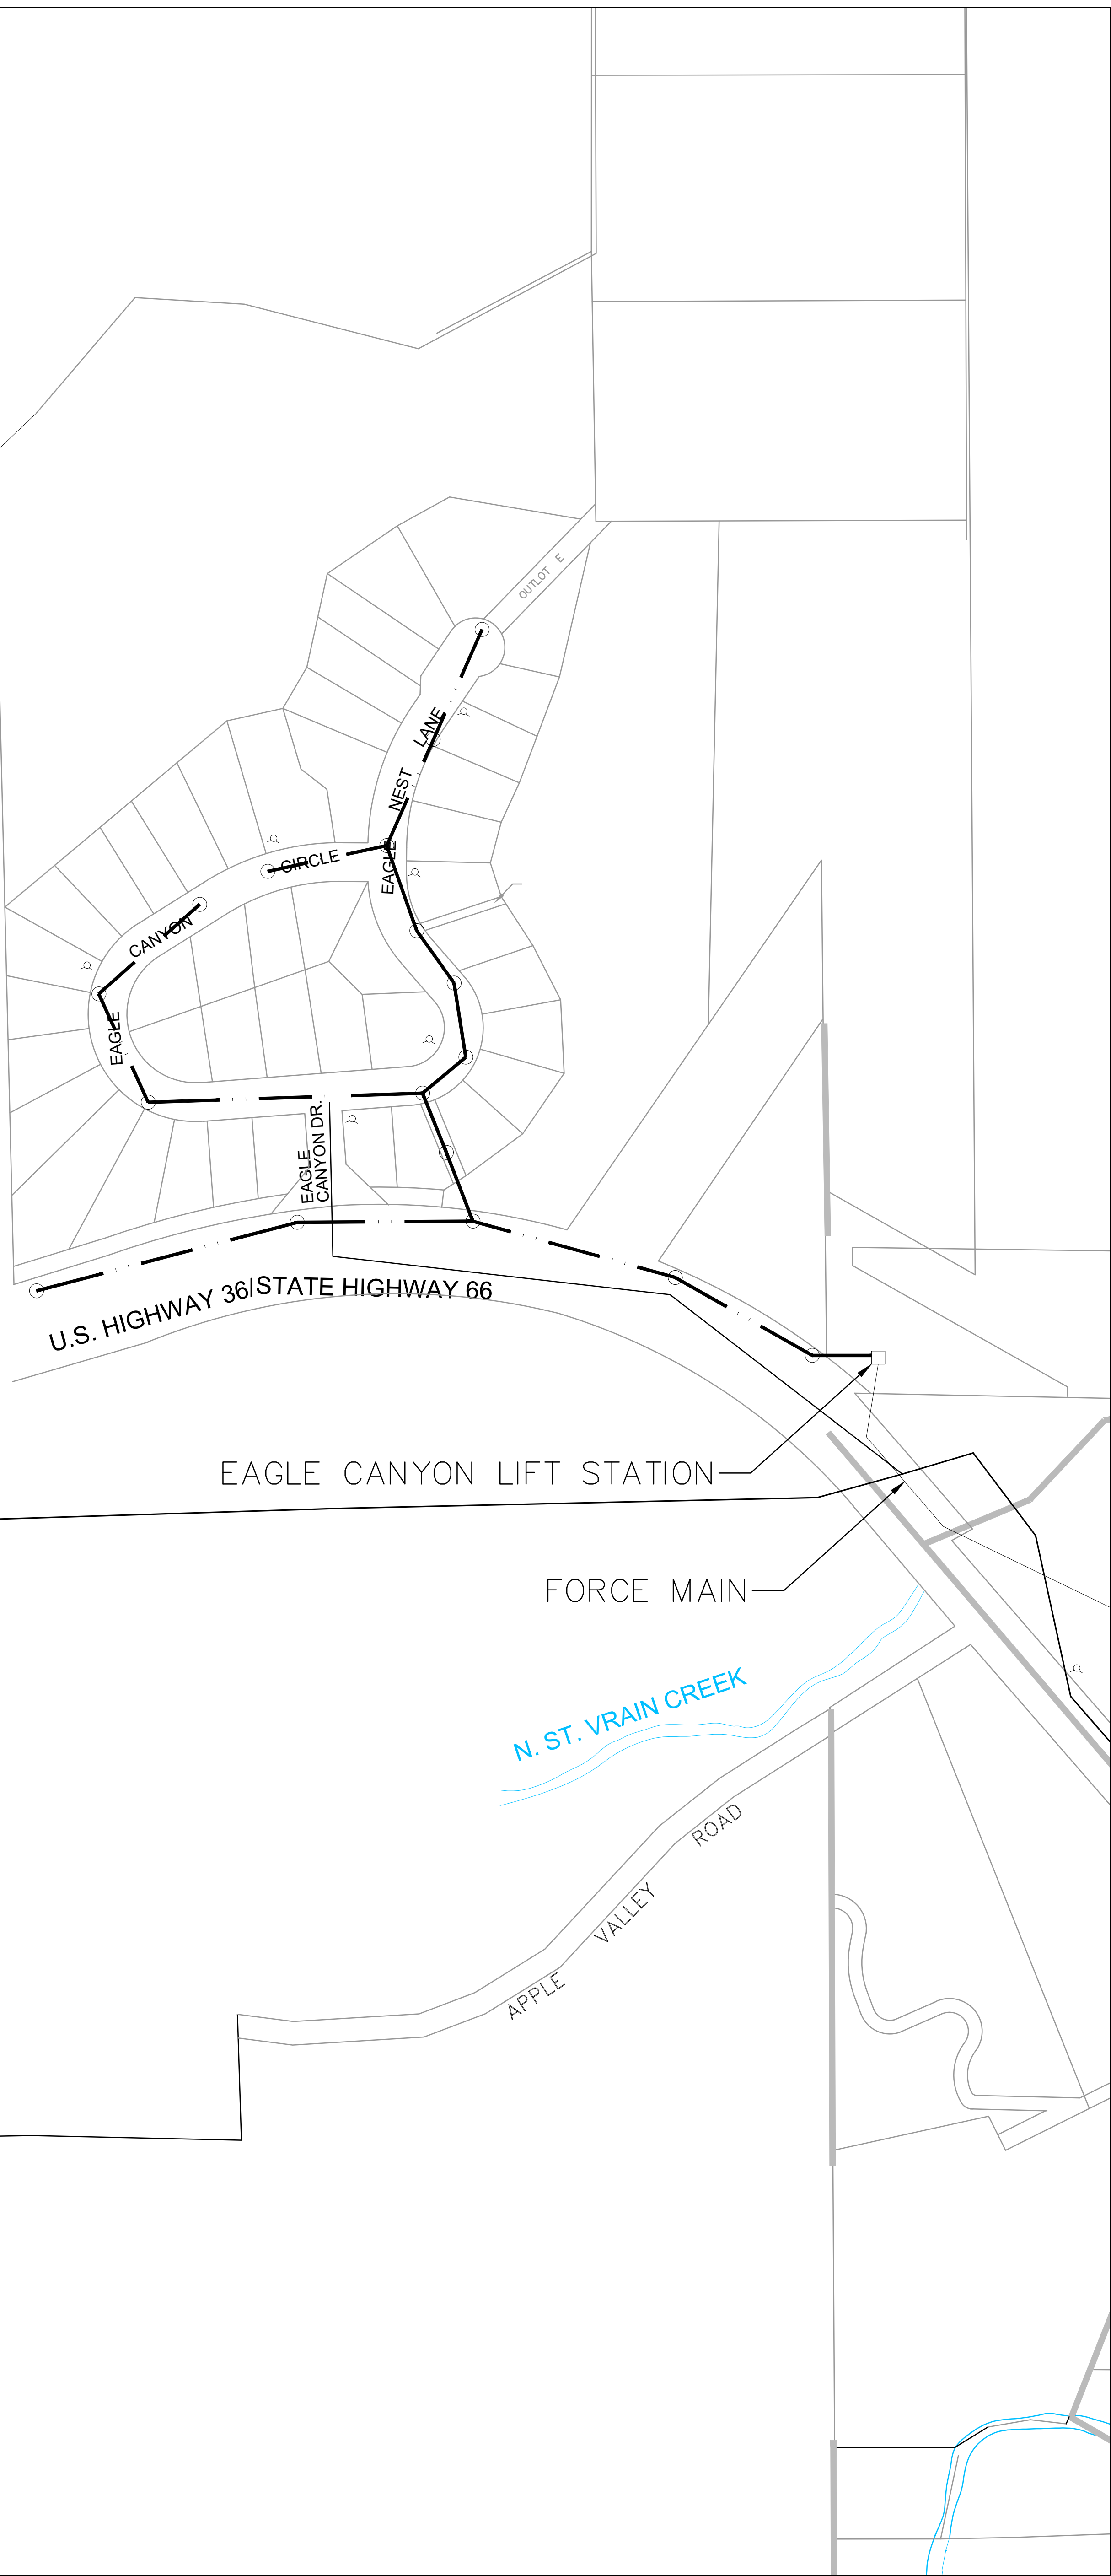 OUTLOT E
EAGLE NEST LANE
EAGLE CANYON CIRCLE
EAGLE
CANYON DR.
U.S. HIGHWAY 36/STATE HIGHWAY 66
EAGLE CANYON LIFT STATION
FORCE MAIN
N. ST. VRAIN CREEK
APPLE VALLEY ROAD